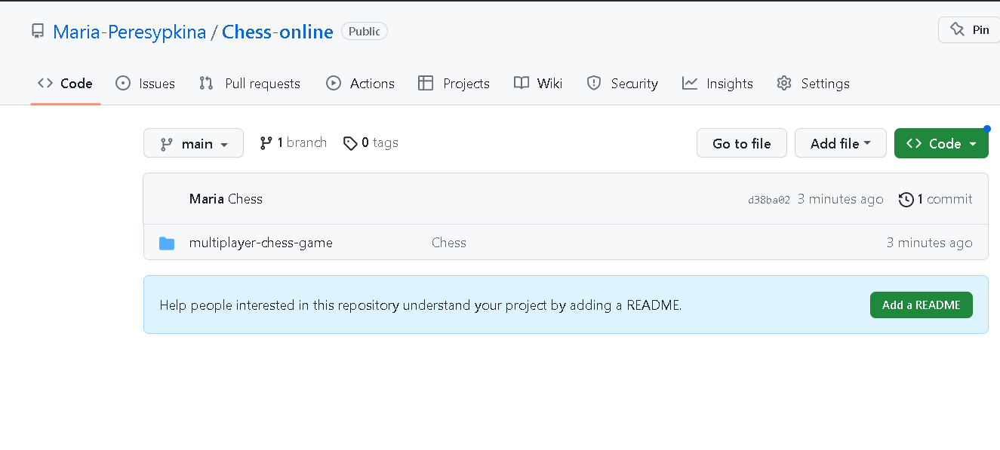 Maria-Peresypkina / Chess-online Public Pin
Code Issues Pull requests Actions Projects Wiki Security Insights Settings
main 1 branch 0 tags Go to file Add file Code
Maria Chess d38ba02 3 minutes ago 1 commit
multiplayer-chess-game Chess 3 minutes ago
Help people interested in this repository understand your project by adding a README. Add a README